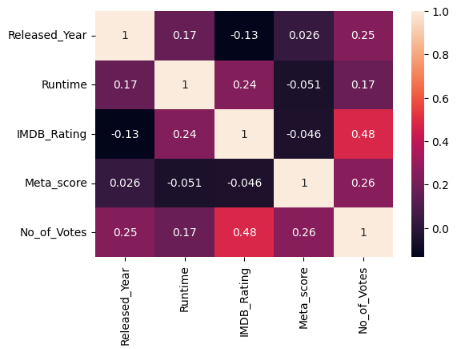 Released_Year 1 0.17 -0.13 0.026 0.25
Runtime 0.17 1 0.24 -0.051 0.17
IMDB_Rating -0.13 0.24 1 -0.046 0.48
Meta_score 0.026 -0.051 -0.046 1 0.26
No_of_Votes 0.25 0.17 0.48 0.26 1
Released_Year
Runtime
IMDB_Rating
Meta_score
No_of_Votes
1.0
0.8
0.6
0.4
0.2
0.0